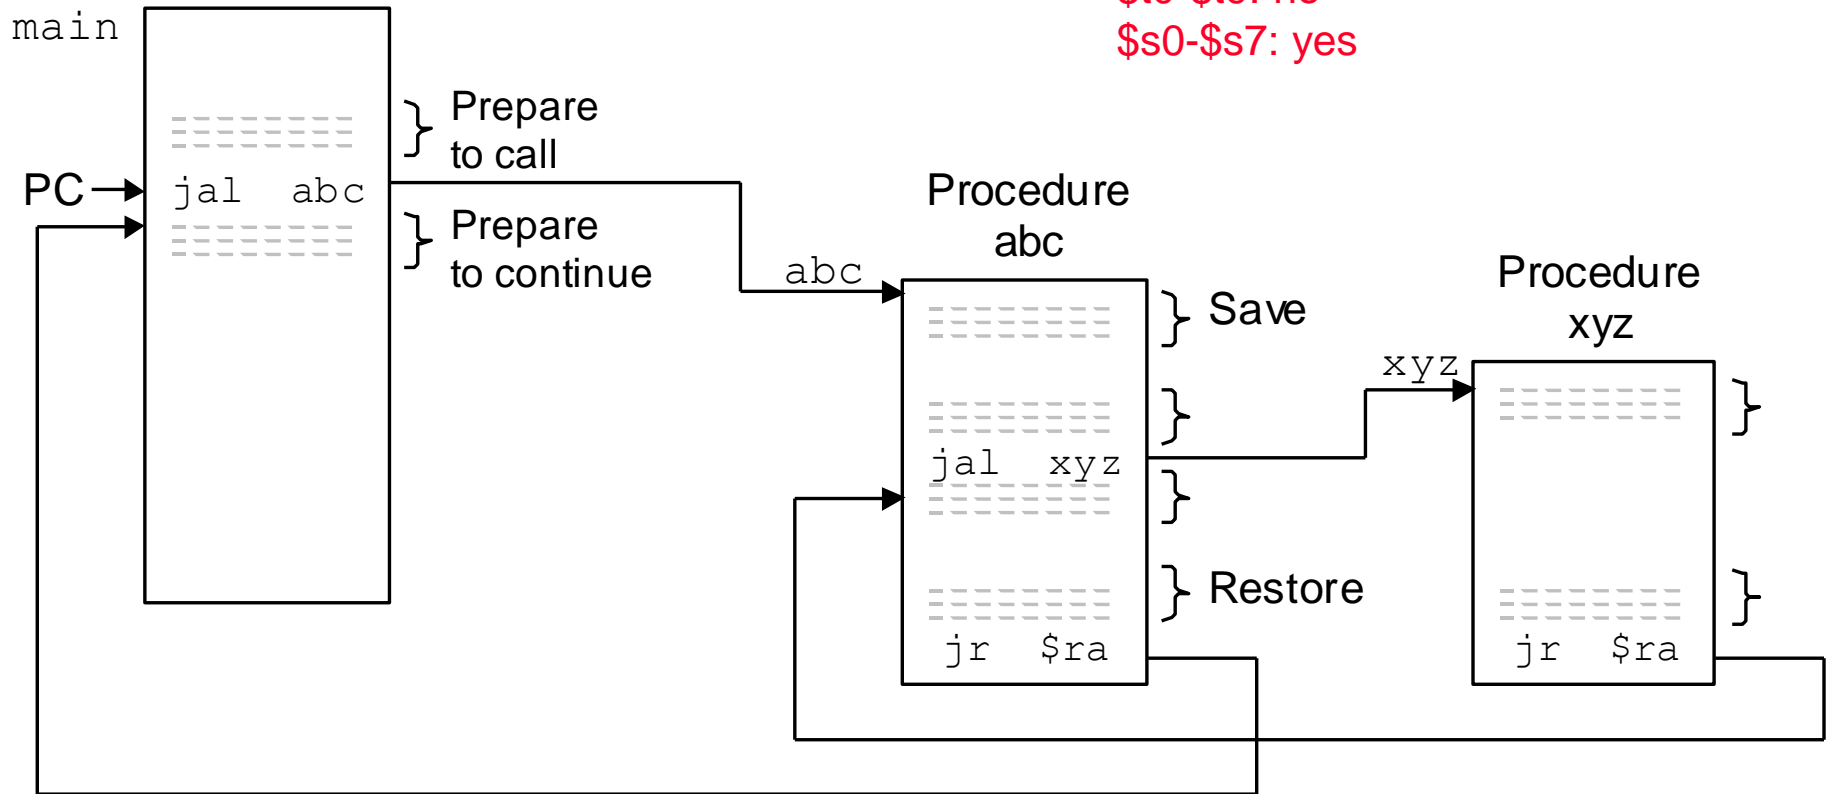 main
$s0-$s7: yes
Prepare
to call
PC
jal abc
Prepare
to continue
Procedure
abc
abc
Save
jal xyz
Restore
jr $ra
Procedure
xyz
xyz
jr $ra